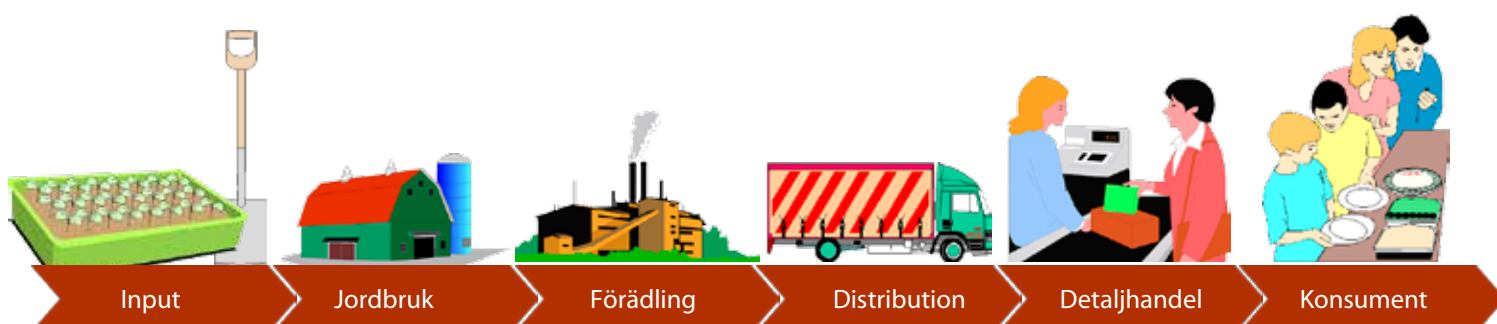 Input
Jordbruk
Förädling
Distribution
Detaljhandel
Konsument